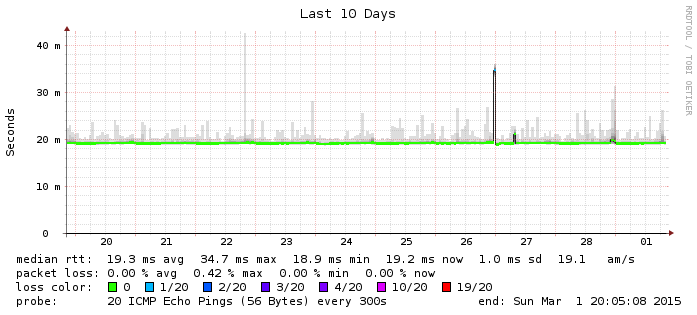 Last 10 Days
RRDTOOL / TOBI OETIKER
Seconds
40 m
30 m
20 m
10 m
0
20 21 22 23 24 25 26 27 28 01
median rtt: 19.3 ms avg 34.7 ms max 18.9 ms min 19.2 ms now 1.0 ms sd 19.1 am/s
packet loss: 0.00 % avg 0.42 % max 0.00 % min 0.00 % now
loss color: 0 1/20 2/20 3/20 4/20 10/20 19/20
probe: 20 ICMP Echo Pings (56 Bytes) every 300s end: Sun Mar 1 20:05:08 2015